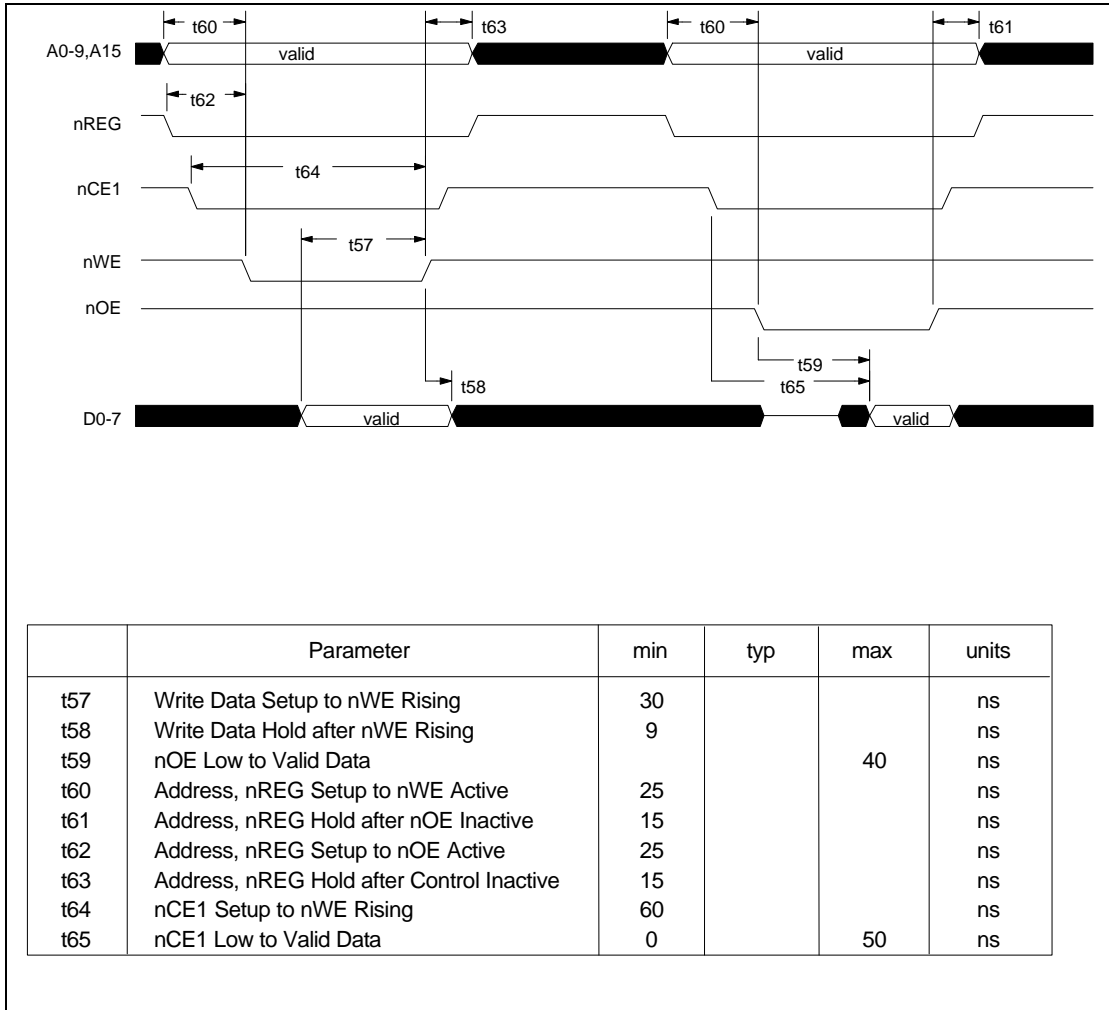 t60 t63 t60 t61
A0-9,A15 valid valid
t62
nREG
t64
nCE1
t57
nWE
nOE
t59
t58 t65
D0-7 valid valid
Parameter min typ max units
t57 Write Data Setup to nWE Rising 30 ns
t58 Write Data Hold after nWE Rising 9 ns
t59 nOE Low to Valid Data 40 ns
t60 Address, nREG Setup to nWE Active 25 ns
t61 Address, nREG Hold after nOE Inactive 15 ns
t62 Address, nREG Setup to nOE Active 25 ns
t63 Address, nREG Hold after Control Inactive 15 ns
t64 nCE1 Setup to nWE Rising 60 ns
t65 nCE1 Low to Valid Data 0 50 ns